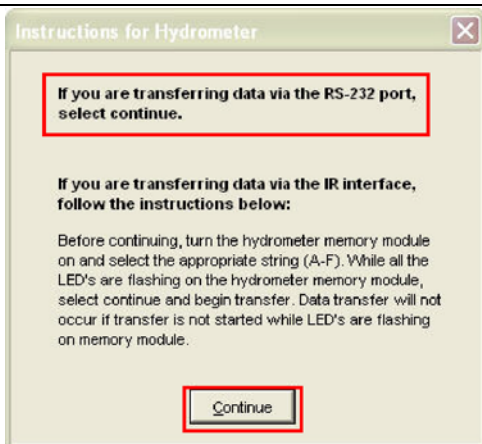 Instructions for Hydrometer
If you are transferring data via the RS-232 port,
select continue.
If you are transferring data via the IR interface,
follow the instructions below:
Before continuing, turn the hydrometer memory module
on and select the appropriate string (A-F). While all the
LED's are flashing on the hydrometer memory module,
select continue and begin transfer. Data transfer will not
occur if transfer is not started while LED's are flashing
on memory module.
Continue